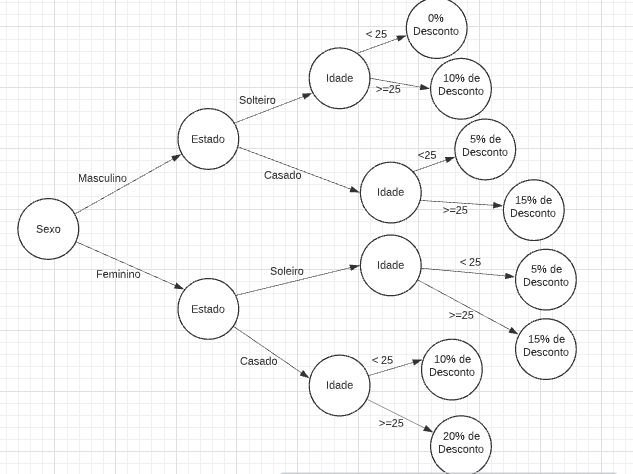 0%
Desconto
< 25
Idade
10% de
Desconto
>=25
Solteiro
Estado
5% de
Desconto
<25
Casado
Idade
Masculino
15% de
Desconto
>=25
Sexo
Feminino
Soleiro
Idade
< 25
5% de
Desconto
Estado
>=25
15% de
Desconto
Casado
Idade
< 25
10% de
Desconto
>=25
20% de
Desconto